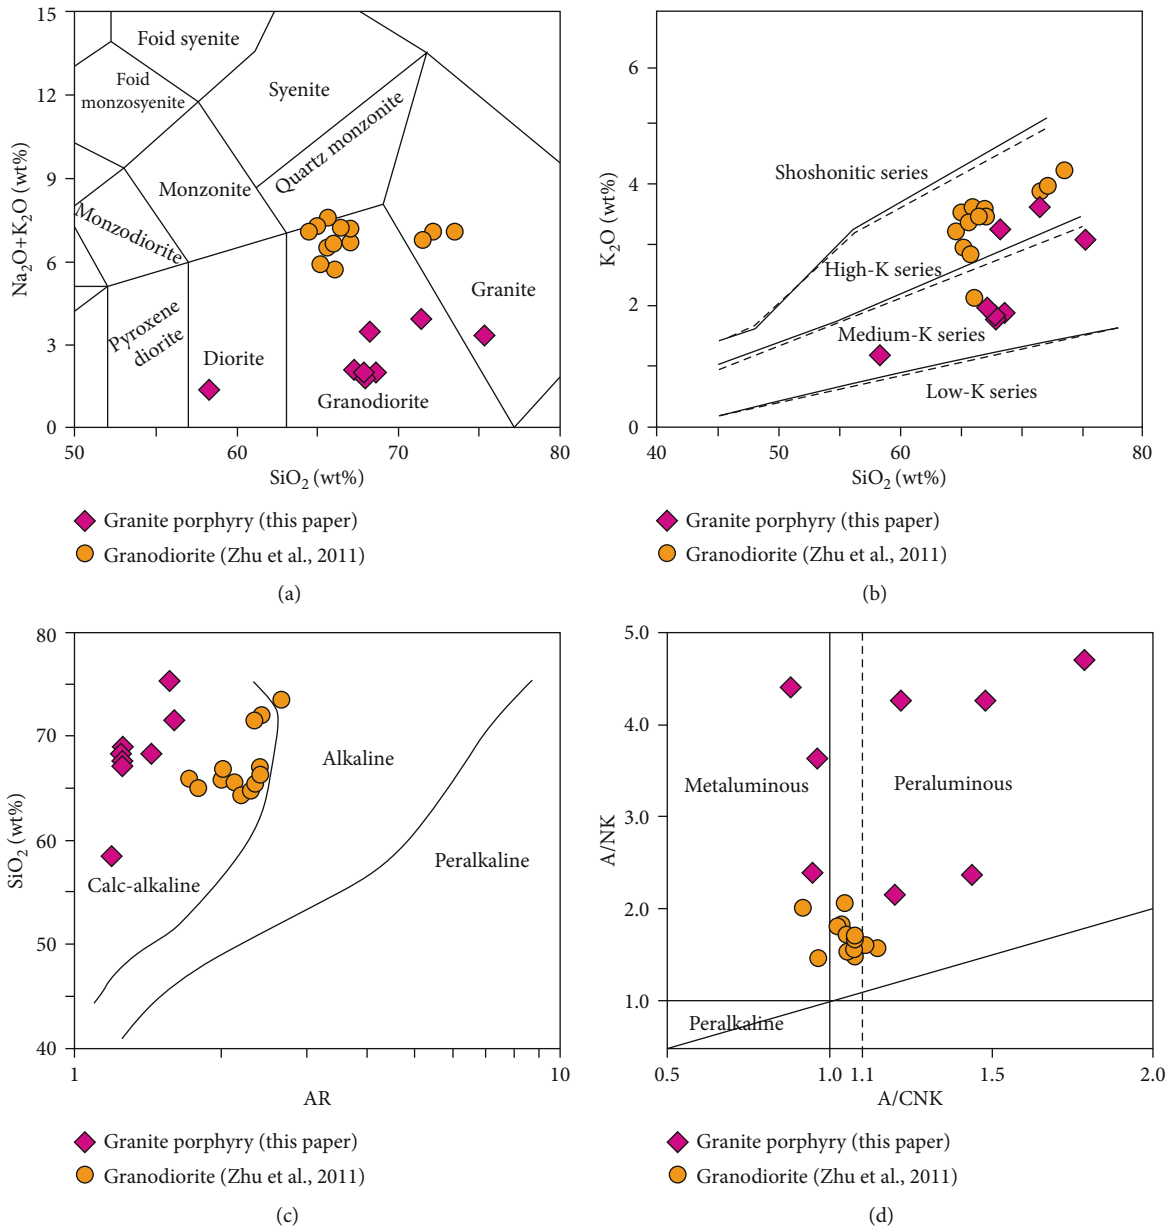 15
12
9
6
3
0
Na2O+K2O (wt%)
Foid syenite
Foid
monzosyenite
Syenite
Quartz monzonite
Monzonite
Monzodiorite
Pyroxene
diorite
Diorite
Granite
Granodiorite
50
60
70
80
SiO2 (wt%)
Granite porphyry (this paper)
Granodiorite (Zhu et al., 2011)
(a)
6
4
2
0
K2O (wt%)
Shoshonitic series
High-K series
Medium-K series
Low-K series
40
60
80
SiO2 (wt%)
Granite porphyry (this paper)
Granodiorite (Zhu et al., 2011)
(b)
80
70
60
50
40
SiO2 (wt%)
Alkaline
Peralkaline
Calc-alkaline
1
10
AR
Granite porphyry (this paper)
Granodiorite (Zhu et al., 2011)
(c)
5.0
4.0
3.0
2.0
1.0
A/NK
Metaluminous
Peraluminous
Peralkaline
0.5
1.0
1.1
1.5
2.0
A/CNK
Granite porphyry (this paper)
Granodiorite (Zhu et al., 2011)
(d)